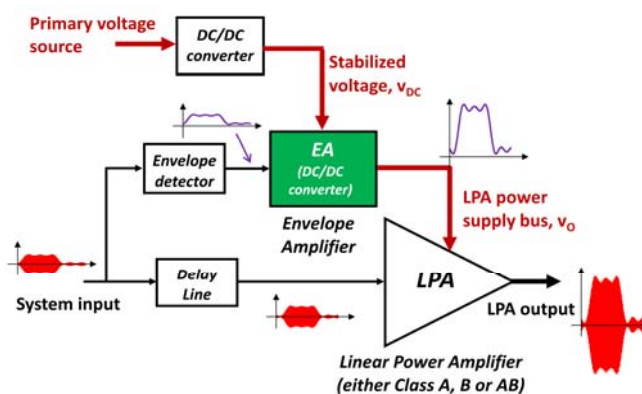 Primary voltage
source
DC/DC
converter
Stabilized
voltage, vDC
Envelope
detector
EA
(DC/DC
converter)
Envelope
Amplifier
LPA power
supply bus, vO
System input
Delay
Line
LPA
LPA output
Linear Power Amplifier
(either Class A, B or AB)